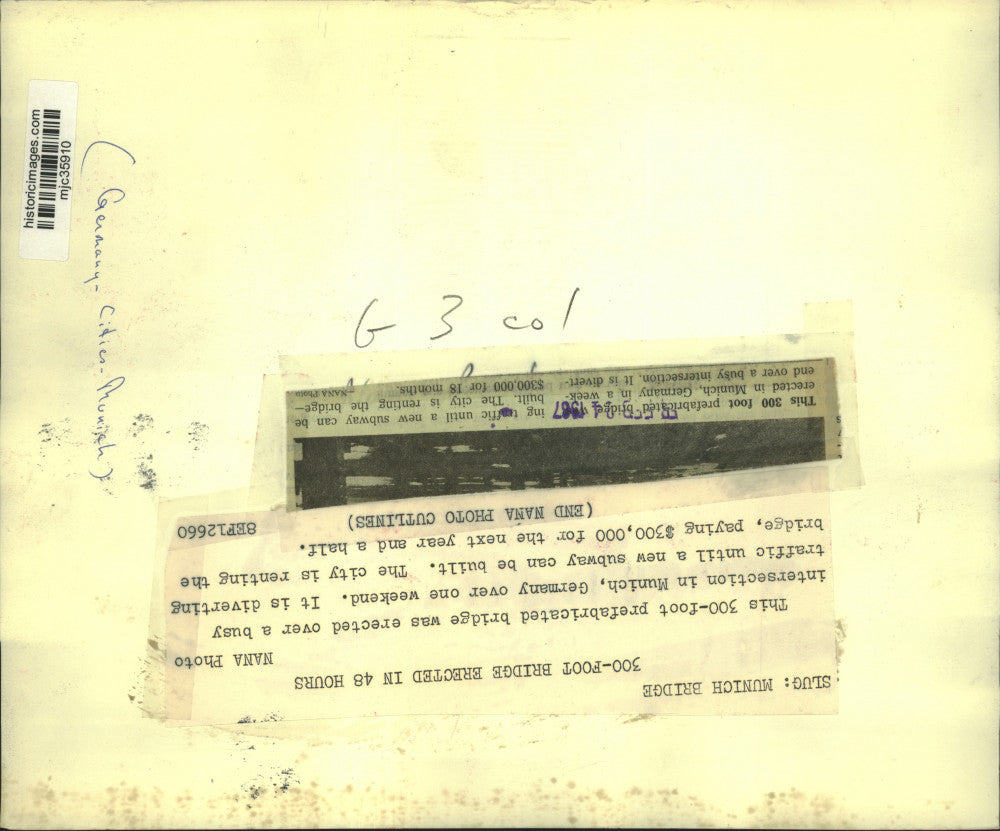 historicimages.com
mjc35910
(Germany - Cities - Munich)
G 3 col
This 300 foot prefabricated bridge
erected in Munich, Germany in a week-
end over a busy intersection. It is divert-
ing traffic until a new subway can be
built. The city is renting the bridge—
$300,000 for 18 months.
—NANA Photo.
1967
SLUG: MUNICH BRIDGE
300-FOOT BRIDGE ERECTED IN 48 HOURS
NANA Photo
This 300-foot prefabricated bridge was erected over a busy
intersection in Munich, Germany over one weekend. It is diverting
traffic until a new subway can be built. The city is renting the
bridge, paying $300,000 for the next year and a half.
(END NANA PHOTO CUTLINES)
8EP12660